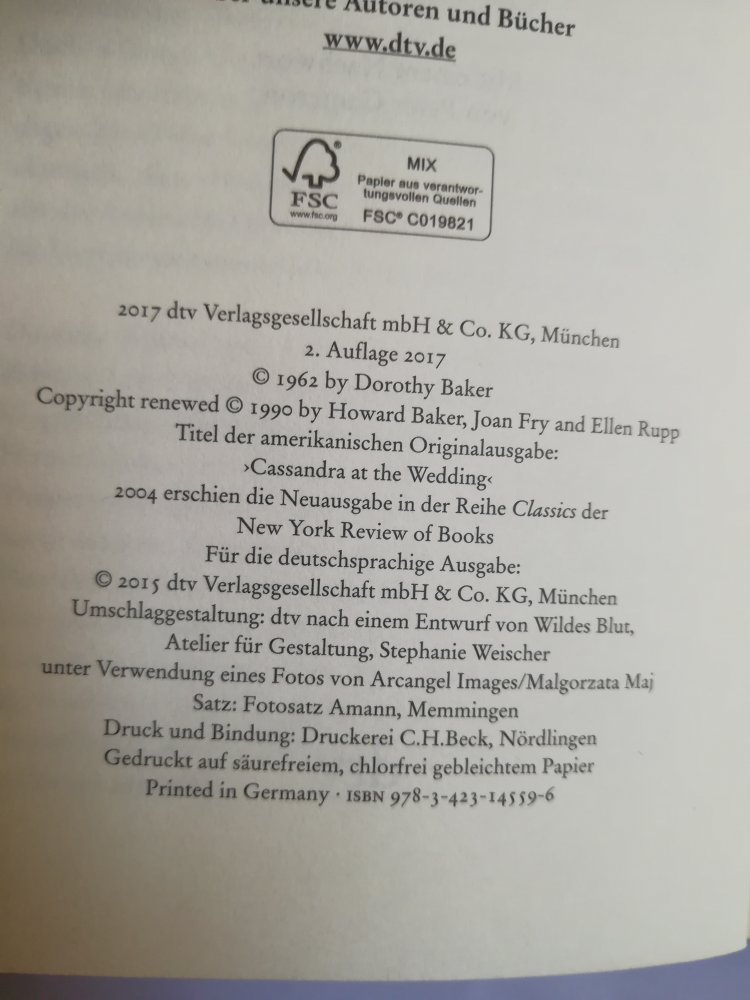 unsere Autoren und Bücher
www.dtv.de
MIX
Papier aus verantwor-
tungsvollen Quellen
FSC® C019821
FSC
www.fsc.org
2017 dtv Verlagsgesellschaft mbH & Co. KG, München
2. Auflage 2017
© 1962 by Dorothy Baker
Copyright renewed © 1990 by Howard Baker, Joan Fry and Ellen Rupp
Titel der amerikanischen Originalausgabe:
›Cassandra at the Wedding‹
2004 erschien die Neuausgabe in der Reihe Classics der
New York Review of Books
Für die deutschsprachige Ausgabe:
© 2015 dtv Verlagsgesellschaft mbH & Co. KG, München
Umschlaggestaltung: dtv nach einem Entwurf von Wildes Blut,
Atelier für Gestaltung, Stephanie Weischer
unter Verwendung eines Fotos von Arcangel Images/Malgorzata Maj
Satz: Fotosatz Amann, Memmingen
Druck und Bindung: Druckerei C.H.Beck, Nördlingen
Gedruckt auf säurefreiem, chlorfrei gebleichtem Papier
Printed in Germany · ISBN 978-3-423-14559-6